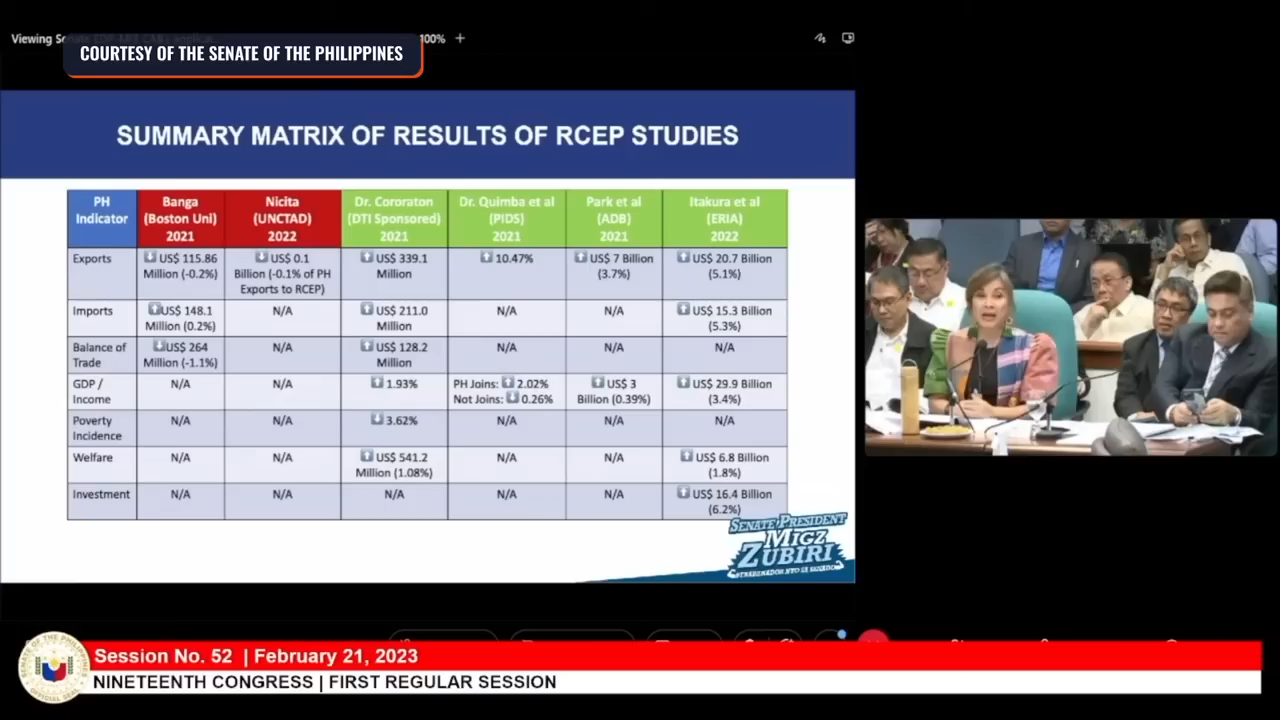 Viewing
100% +
COURTESY OF THE SENATE OF THE PHILIPPINES
SUMMARY MATRIX OF RESULTS OF RCEP STUDIES
PH Indicator
Banga (Boston Uni) 2021
Nicita (UNCTAD) 2022
Dr. Cororaton (DTI Sponsored) 2021
Dr. Quimba et al (PIDS) 2021
Park et al (ADB) 2021
Itakura et al (ERIA) 2022
Exports
⬇ US$ 115.86 Million (-0.2%)
⬇ US$ 0.1 Billion (-0.1% of PH Exports to RCEP)
⬆ US$ 339.1 Million
⬆ 10.47%
⬆ US$ 7 Billion (3.7%)
⬆ US$ 20.7 Billion (5.1%)
Imports
⬆US$ 148.1 Million (0.2%)
N/A
⬆ US$ 211.0 Million
N/A
N/A
⬆ US$ 15.3 Billion (5.3%)
Balance of Trade
⬇US$ 264 Million (-1.1%)
N/A
⬆ US$ 128.2 Million
N/A
N/A
N/A
GDP / Income
N/A
N/A
⬆ 1.93%
PH Joins: ⬆ 2.02%
Not Joins: ⬇ 0.26%
⬆ US$ 3 Billion (0.39%)
⬆ US$ 29.9 Billion (3.4%)
Poverty Incidence
N/A
N/A
⬇ 3.62%
N/A
N/A
N/A
Welfare
N/A
N/A
⬆ US$ 541.2 Million (1.08%)
N/A
N/A
⬆ US$ 6.8 Billion (1.8%)
Investment
N/A
N/A
N/A
N/A
N/A
⬆ US$ 16.4 Billion (6.2%)
SENATE PRESIDENT
MIGZ
ZUBIRI
Session No. 52 | February 21, 2023
NINETEENTH CONGRESS | FIRST REGULAR SESSION